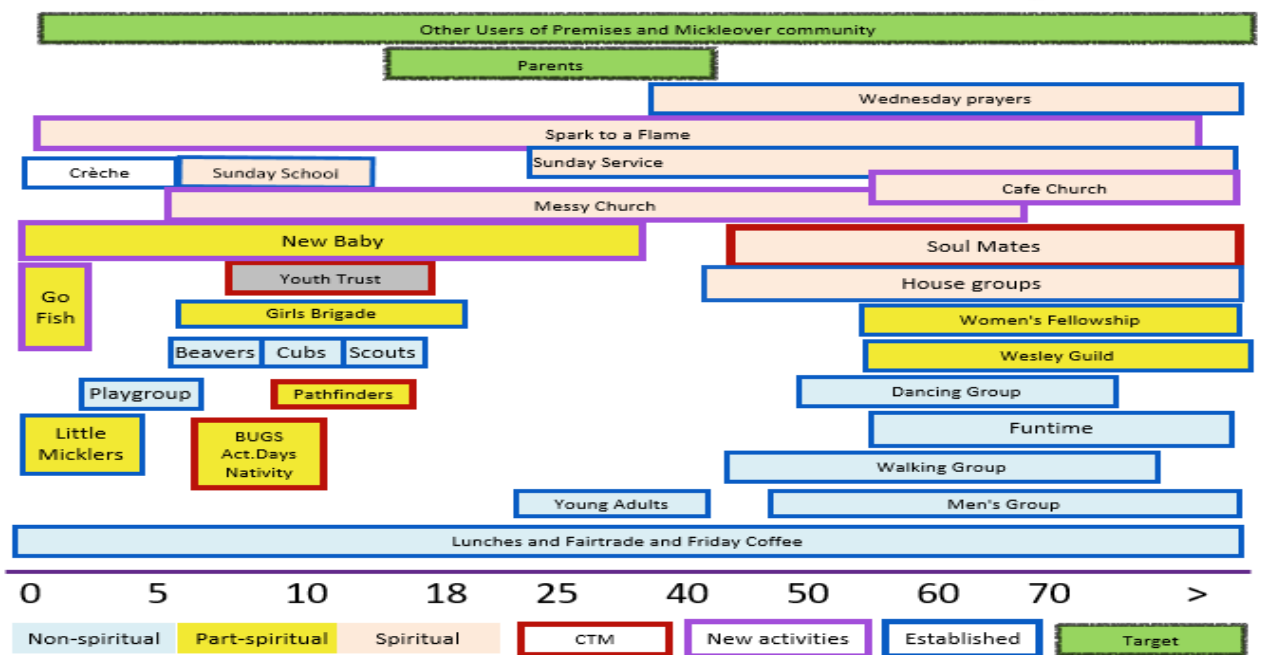 Other Users of Premises and Mickleover community
Parents
Wednesday prayers
Spark to a Flame
Sunday Service
Crèche
Sunday School
Cafe Church
Messy Church
New Baby
Soul Mates
Go
Fish
Youth Trust
House groups
Girls Brigade
Women's Fellowship
Beavers
Cubs
Scouts
Wesley Guild
Playgroup
Pathfinders
Dancing Group
Little
Micklers
BUGS
Act.Days
Nativity
Funtime
Walking Group
Young Adults
Men's Group
Lunches and Fairtrade and Friday Coffee
0 5 10 18 25 40 50 60 70 >
Non-spiritual
Part-spiritual
Spiritual
CTM
New activities
Established
Target